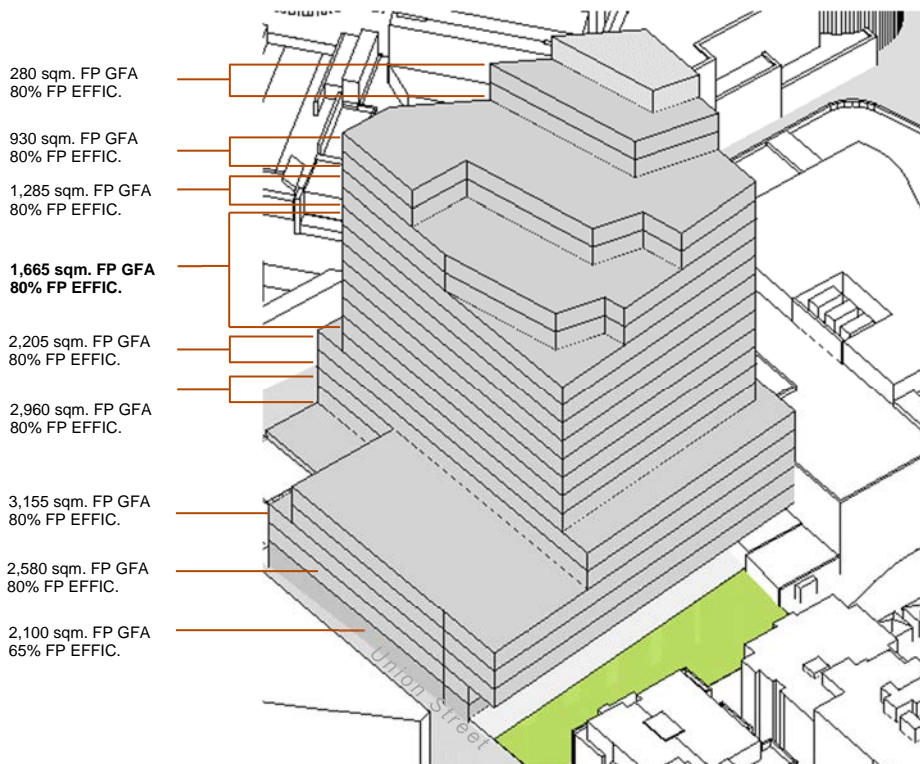 280 sqm. FP GFA
80% FP EFFIC.
930 sqm. FP GFA
80% FP EFFIC.
1,285 sqm. FP GFA
80% FP EFFIC.
1,665 sqm. FP GFA
80% FP EFFIC.
2,205 sqm. FP GFA
80% FP EFFIC.
2,960 sqm. FP GFA
80% FP EFFIC.
3,155 sqm. FP GFA
80% FP EFFIC.
2,580 sqm. FP GFA
80% FP EFFIC.
2,100 sqm. FP GFA
65% FP EFFIC.
Union Street